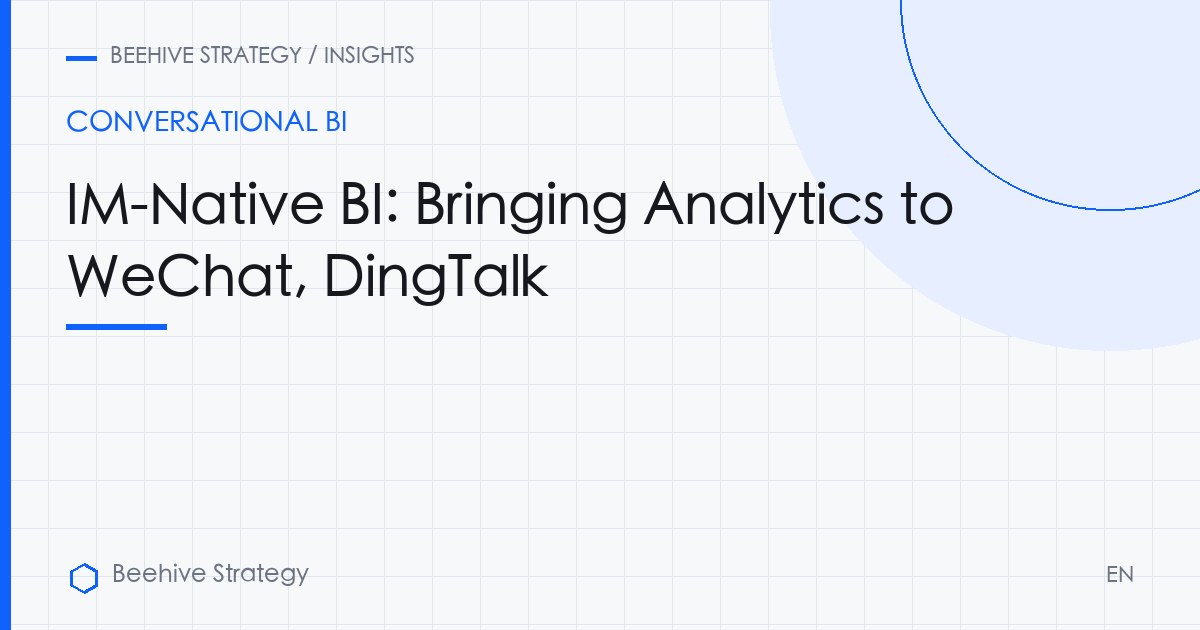 BEEHIVE STRATEGY / INSIGHTS
CONVERSATIONAL BI
IM-Native BI: Bringing Analytics to
WeChat, DingTalk
Beehive Strategy
EN